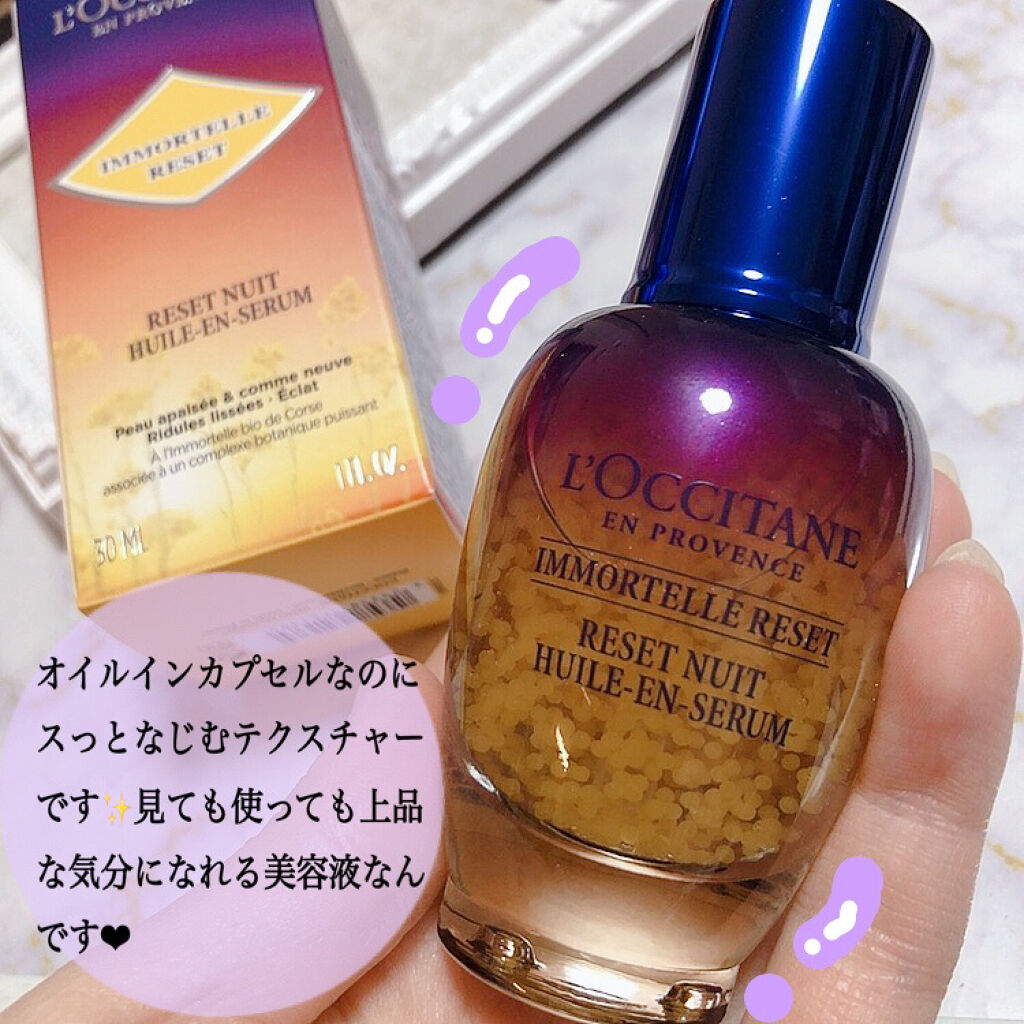 L'OCC
EN PROVEN
IMMORTELLE
RESET
RESET NUIT
HUILE-EN-SERUM
Peau apaisée & comme neuve
Ridules lissées · Éclat
À l'Immortelle bio de Corse
associée à un complexe botanique puissant
30 ML
L'OCCITANE
EN PROVENCE
IMMORTELLE RESET
RESET NUIT
HUILE-EN-SERUM
オイルインカプセルなのに
スっとなじむテクスチャー
です✨見ても使っても上品
な気分になれる美容液なん
です❤